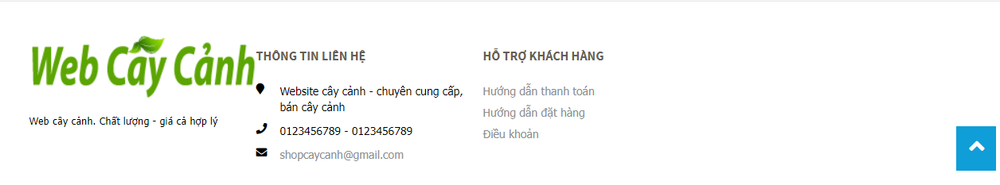 Web Cây Cảnh
Web cây cảnh. Chất lượng - giá cả hợp lý
THÔNG TIN LIÊN HỆ
Website cây cảnh - chuyên cung cấp,
bán cây cảnh
0123456789 - 0123456789
shopcaycanh@gmail.com
HỖ TRỢ KHÁCH HÀNG
Hướng dẫn thanh toán
Hướng dẫn đặt hàng
Điều khoản